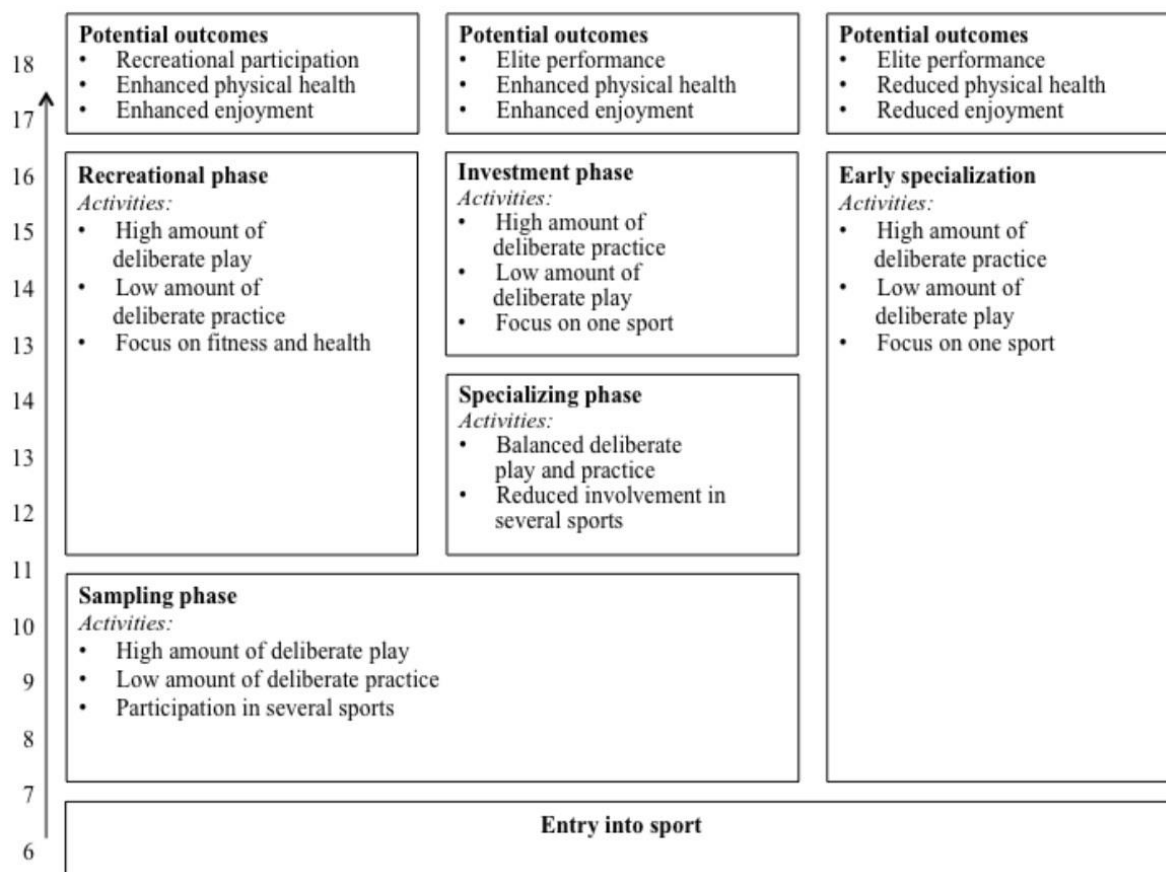 18
17
16
15
14
13
14
13
12
11
10
9
8
7
6
Potential outcomes
• Recreational participation
• Enhanced physical health
• Enhanced enjoyment
Potential outcomes
• Elite performance
• Enhanced physical health
• Enhanced enjoyment
Potential outcomes
• Elite performance
• Reduced physical health
• Reduced enjoyment
Recreational phase
Activities:
• High amount of
deliberate play
• Low amount of
deliberate practice
• Focus on fitness and health
Investment phase
Activities:
• High amount of
deliberate practice
• Low amount of
deliberate play
• Focus on one sport
Early specialization
Activities:
• High amount of
deliberate practice
• Low amount of
deliberate play
• Focus on one sport
Specializing phase
Activities:
• Balanced deliberate
play and practice
• Reduced involvement in
several sports
Sampling phase
Activities:
• High amount of deliberate play
• Low amount of deliberate practice
• Participation in several sports
Entry into sport